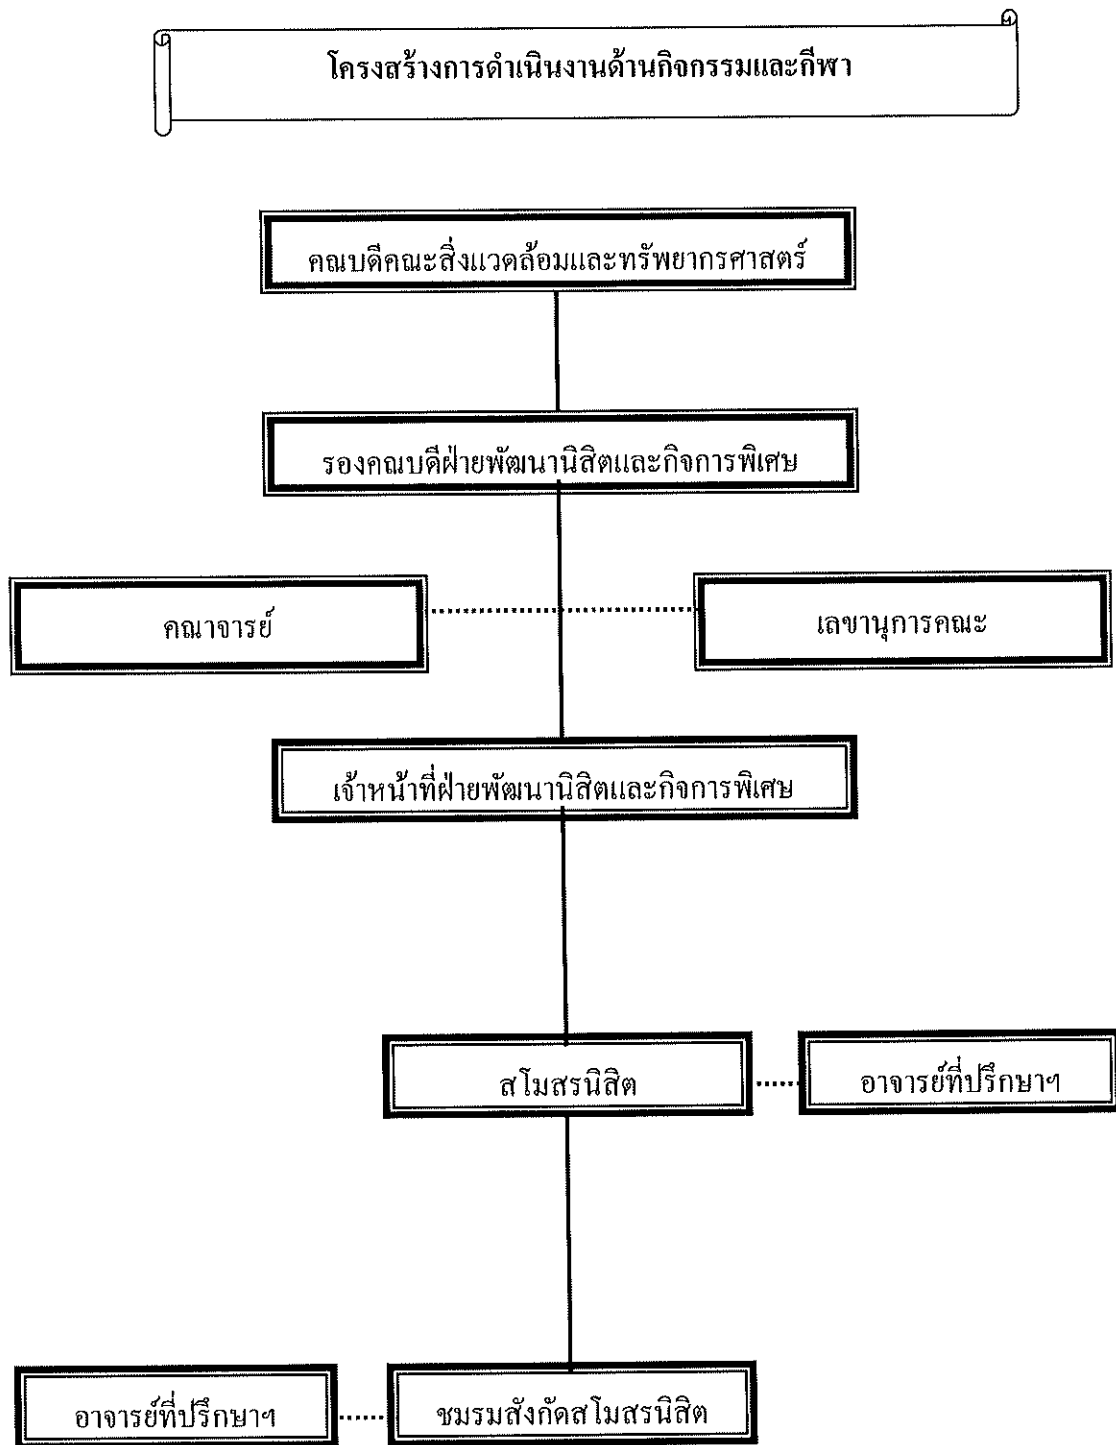 โครงสร้างการดำเนินงานด้านกิจกรรมและกีฬา
คณบดีคณะสิ่งแวดล้อมและทรัพยากรศาสตร์
รองคณบดีฝ่ายพัฒนานิสิตและกิจการพิเศษ
คณาจารย์
เลขานุการคณะ
เจ้าหน้าที่ฝ่ายพัฒนานิสิตและกิจการพิเศษ
สโมสรนิสิต
อาจารย์ที่ปรึกษาฯ
อาจารย์ที่ปรึกษาฯ
ชมรมสังกัดสโมสรนิสิต